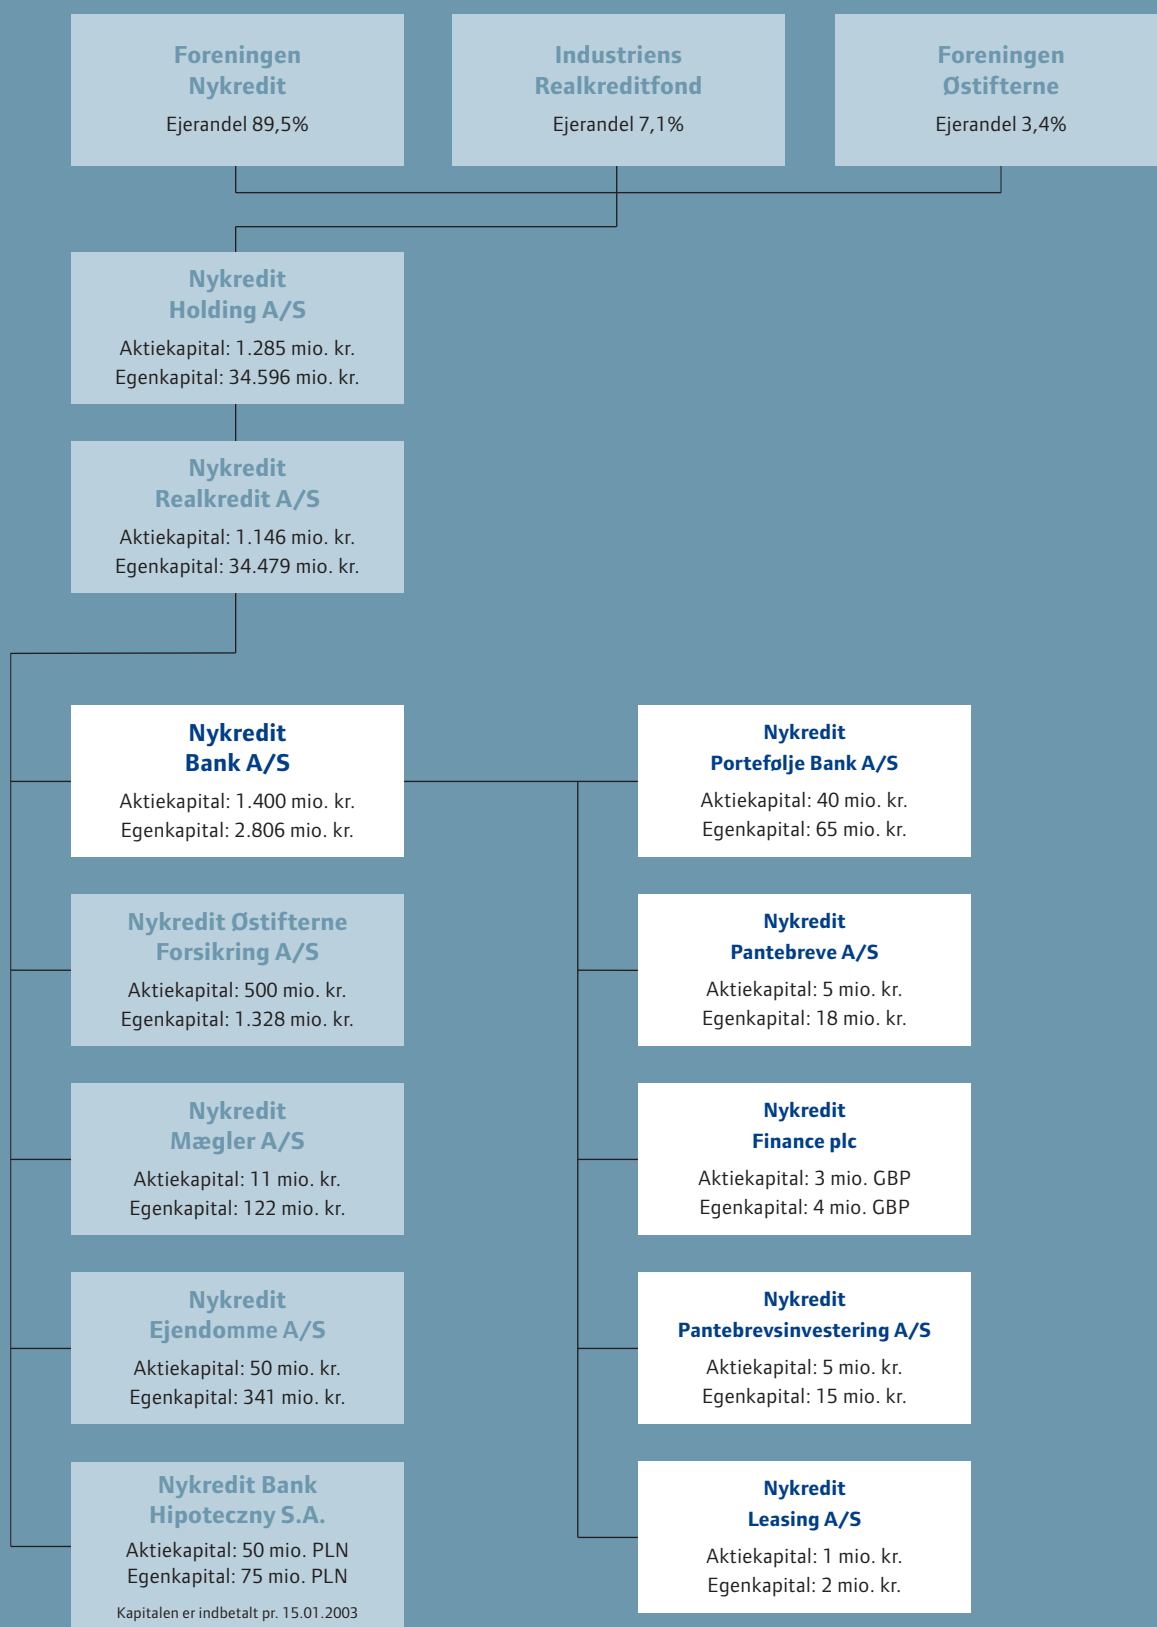 Foreningen
Nykredit
Ejerandel 89,5%
Industriens
Realkreditfond
Ejerandel 7,1%
Foreningen
Østifterne
Ejerandel 3,4%
Nykredit
Holding A/S
Aktiekapital: 1.285 mio. kr.
Egenkapital: 34.596 mio. kr.
Nykredit
Realkredit A/S
Aktiekapital: 1.146 mio. kr.
Egenkapital: 34.479 mio. kr.
Nykredit
Bank A/S
Aktiekapital: 1.400 mio. kr.
Egenkapital: 2.806 mio. kr.
Nykredit Østifterne
Forsikring A/S
Aktiekapital: 500 mio. kr.
Egenkapital: 1.328 mio. kr.
Nykredit
Mægler A/S
Aktiekapital: 11 mio. kr.
Egenkapital: 122 mio. kr.
Nykredit
Ejendomme A/S
Aktiekapital: 50 mio. kr.
Egenkapital: 341 mio. kr.
Nykredit Bank
Hipoteczny S.A.
Aktiekapital: 50 mio. PLN
Egenkapital: 75 mio. PLN
Kapitalen er indbetalt pr. 15.01.2003
Nykredit
Portefølje Bank A/S
Aktiekapital: 40 mio. kr.
Egenkapital: 65 mio. kr.
Nykredit
Pantebreve A/S
Aktiekapital: 5 mio. kr.
Egenkapital: 18 mio. kr.
Nykredit
Finance plc
Aktiekapital: 3 mio. GBP
Egenkapital: 4 mio. GBP
Nykredit
Pantebrevsinvestering A/S
Aktiekapital: 5 mio. kr.
Egenkapital: 15 mio. kr.
Nykredit
Leasing A/S
Aktiekapital: 1 mio. kr.
Egenkapital: 2 mio. kr.